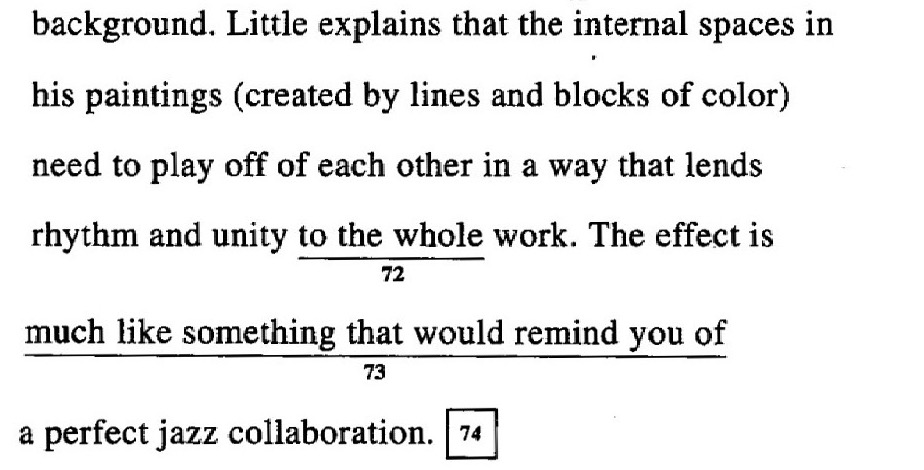 background. Little explains that the internal spaces in
his paintings (created by lines and blocks of color)
need to play off of each other in a way that lends
rhythm and unity to the whole work. The effect is
72
much like something that would remind you of
73
a perfect jazz collaboration. 74